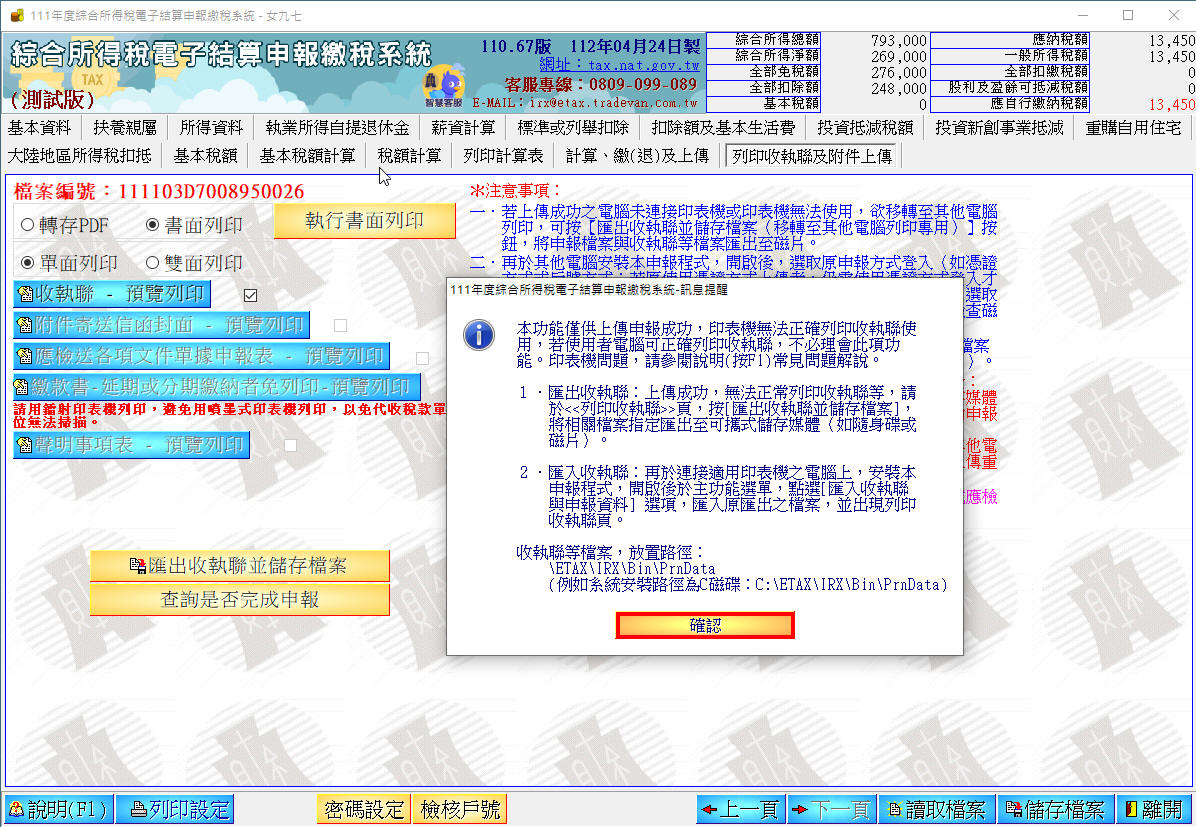 111年度綜合所得稅電子結算申報繳稅系統 - 女九七
綜合所得稅電子結算申報繳稅系統
TAX
(測試版)
智慧客服
110.67版 112年04月24日製
網址：tax.nat.gov.tw
客服專線：0809-099-089
E-MAIL：irx@etax.tradevan.com.tw
綜合所得總額 793,000 應納稅額 13,450
綜合所得淨額 269,000 一般所得稅額 13,450
全部免稅額 276,000 全部扣繳稅額 0
全部扣除額 248,000 股利及盈餘可抵減稅額 0
基本稅額 0 應自行繳納稅額 13,450
基本資料 扶養親屬 所得資料 執業所得自提退休金 薪資計算 標準或列舉扣除 扣除額及基本生活費 投資抵減稅額 投資新創事業抵減 重購自用住宅
大陸地區所得稅扣抵 基本稅額 基本稅額計算 稅額計算 列印計算表 計算、繳(退)及上傳 列印收執聯及附件上傳
檔案編號：111103D7008950026
轉存PDF 書面列印 執行書面列印
單面列印 雙面列印
收執聯 - 預覽列印
附件寄送信函封面 - 預覽列印
應檢送各項文件單據申報表 - 預覽列印
繳款書-延期或分期繳納者免列印-預覽列印
請用鐳射印表機列印，避免用噴墨式印表機列印，以免代收稅款單
位無法掃描。
聲明事項表 - 預覽列印
匯出收執聯並儲存檔案
查詢是否完成申報
＊注意事項：
一．若上傳成功之電腦未連接印表機或印表機無法使用，欲移轉至其他電腦
列印，可按【匯出收執聯並儲存檔案（移轉至其他電腦列印專用）】按
鈕，將申報檔案與收執聯等檔案匯出至磁片。
二．再於其他電腦安裝本申報程式，開啟後，選取原申報方式登入（如憑證
入才
選取
查磁
檔案
）。
：
媒體
申報
他電
傳重
應檢
111年度綜合所得稅電子結算申報繳稅系統-訊息提醒
本功能僅供上傳申報成功，印表機無法正確列印收執聯使
用，若使用者電腦可正確列印收執聯，不必理會此項功
能。印表機問題，請參閱說明(按F1)常見問題解說。
1．匯出收執聯：上傳成功，無法正常列印收執聯等，請
於<<列印收執聯>>頁，按[匯出收執聯並儲存檔案]，
將相關檔案指定匯出至可攜式儲存媒體（如隨身碟或
磁片）。
2．匯入收執聯：再於連接適用印表機之電腦上，安裝本
申報程式，開啟後於主功能選單，點選[匯入收執聯
與申報資料] 選項，匯入原匯出之檔案，並出現列印
收執聯頁。
收執聯等檔案，放置路徑：
\ETAX\IRX\Bin\PrnData
(例如系統安裝路徑為C磁碟：C:\ETAX\IRX\Bin\PrnData)
確認
說明(F1) 列印設定 密碼設定 檢核戶號 上一頁 下一頁 讀取檔案 儲存檔案 離開